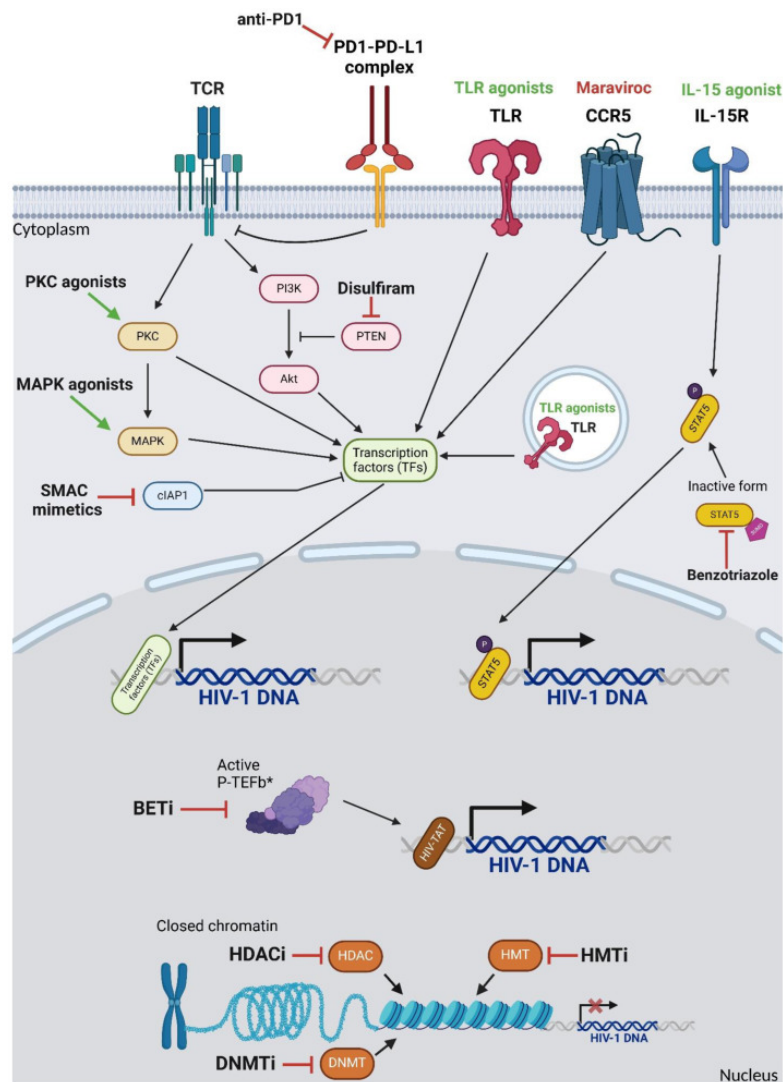 anti-PD1
PD1-PD-L1
complex
TCR
TLR agonists
TLR
Maraviroc
CCR5
IL-15 agonist
IL-15R
Cytoplasm
PKC agonists
PI3K
Disulfiram
PKC
PTEN
Akt
MAPK agonists
MAPK
TLR agonists
TLR
P
STAT5
Transcription
factors (TFs)
SMAC
mimetics
cIAP1
Inactive form
STAT5
SUMO
Benzotriazole
Transcription
factors (TFs)
HIV-1 DNA
P
STAT5
HIV-1 DNA
Active
P-TEFb*
BETi
HIV-TAT
HIV-1 DNA
Closed chromatin
HDACi
HDAC
HMT
HMTi
HIV-1 DNA
DNMTi
DNMT
Nucleus